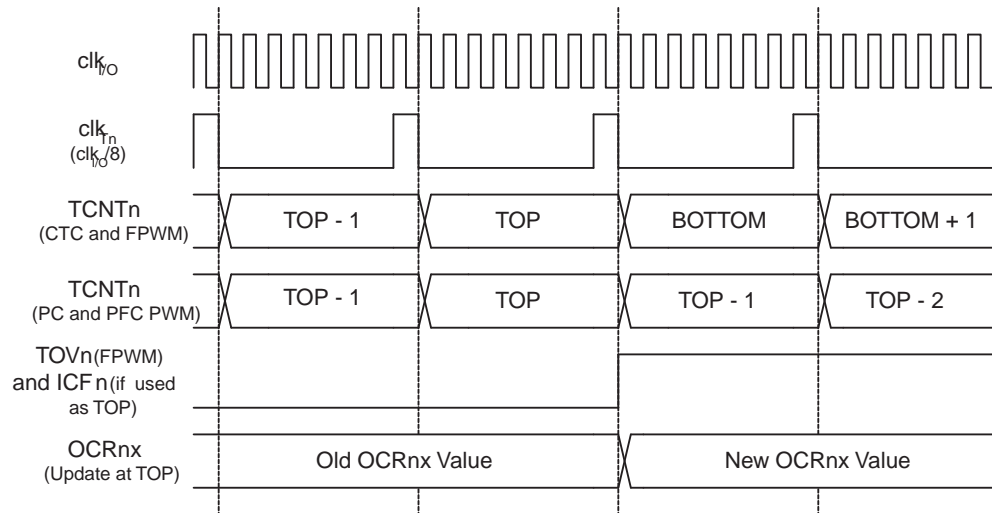 clkI/O
clkTn
(clkI/O/8)
TCNTn
(CTC and FPWM)
TOP - 1
TOP
BOTTOM
BOTTOM + 1
TCNTn
(PC and PFC PWM)
TOP - 1
TOP
TOP - 1
TOP - 2
TOVn(FPWM)
and ICFn(if used
as TOP)
OCRnx
(Update at TOP)
Old OCRnx Value
New OCRnx Value